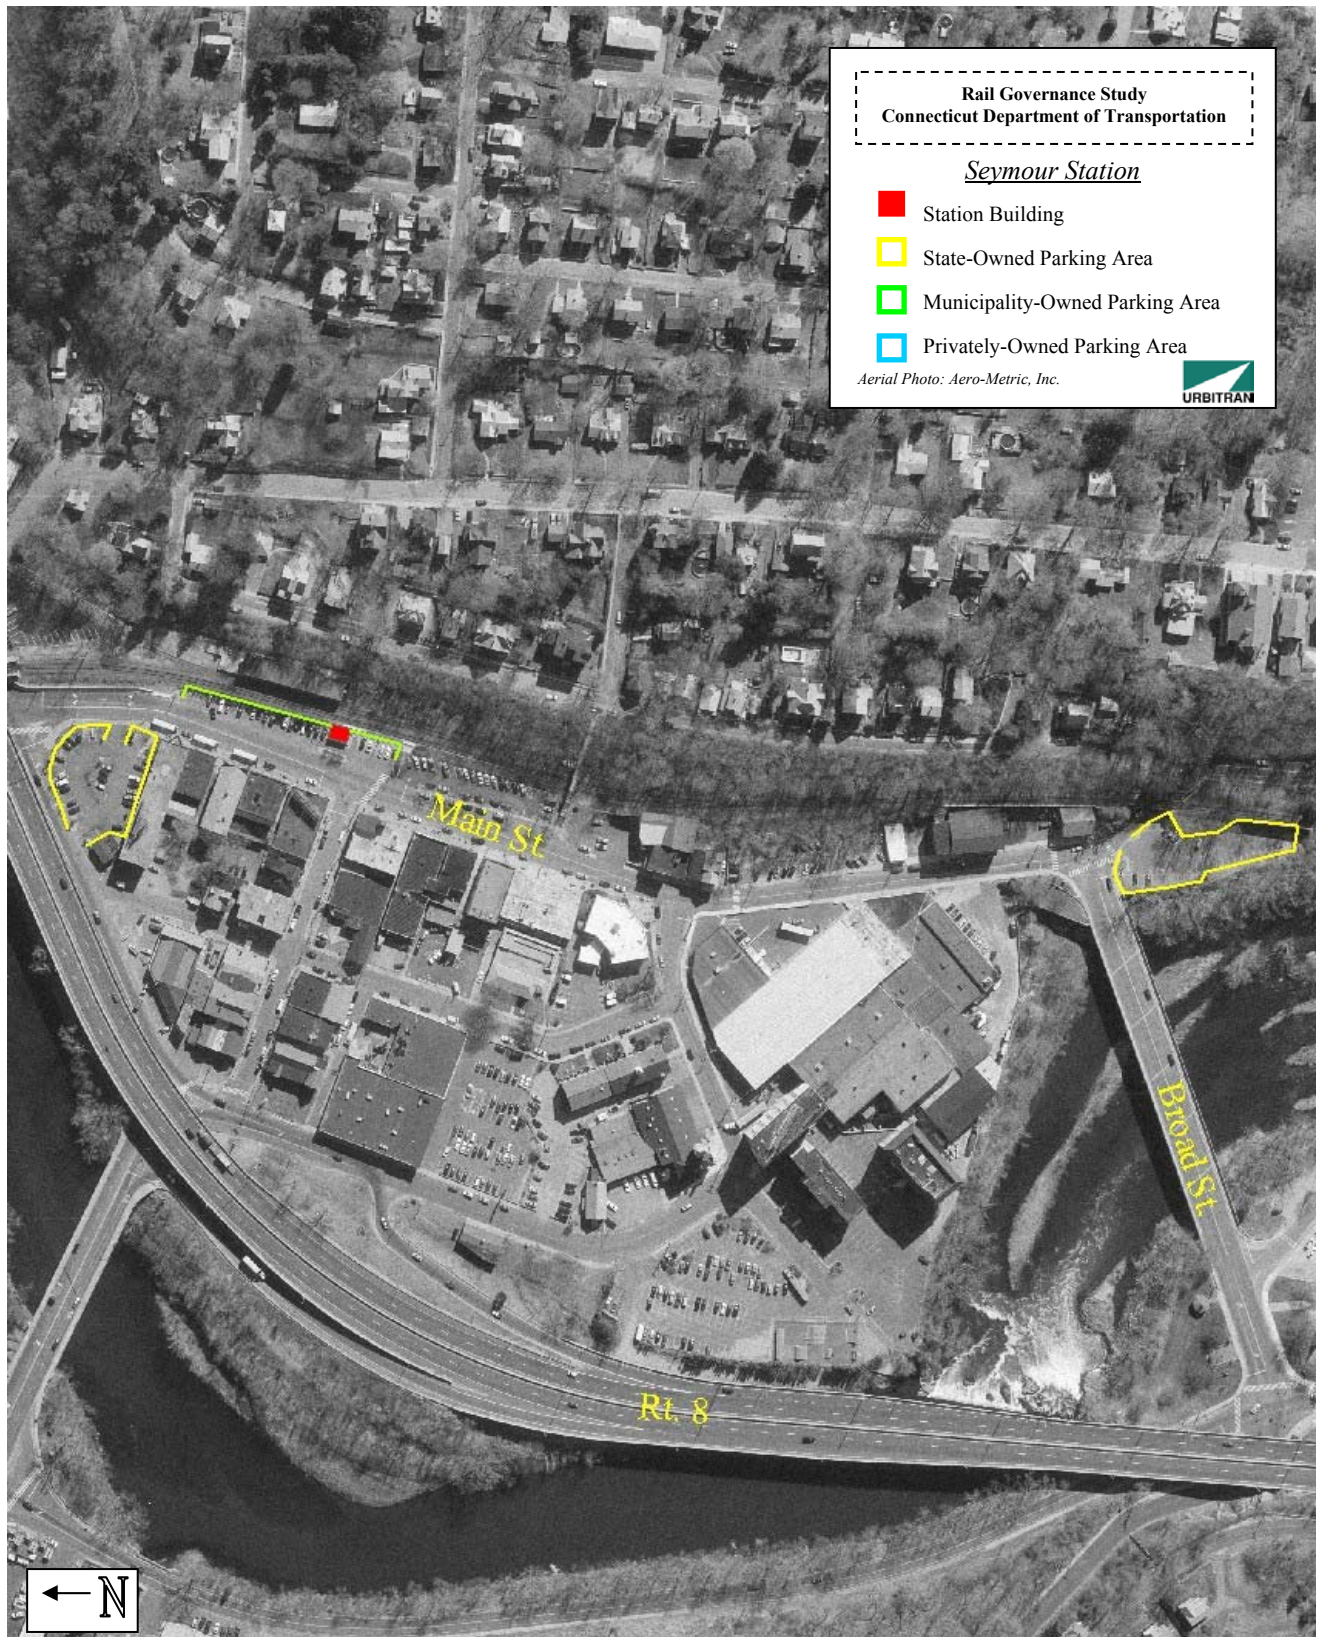 Rail Governance Study
Connecticut Department of Transportation
Seymour Station
Station Building
State-Owned Parking Area
Municipality-Owned Parking Area
Privately-Owned Parking Area
Aerial Photo: Aero-Metric, Inc.
URBITRAN
Main St.
Broad St.
Rt. 8
N